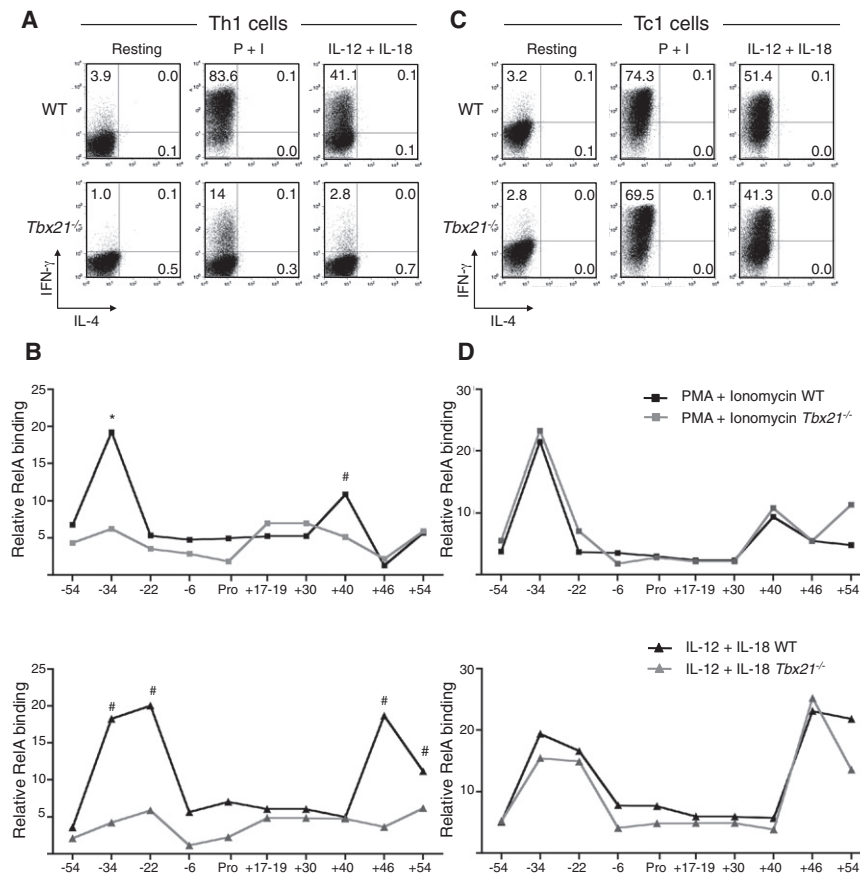 A Th1 cells
Resting P + I IL-12 + IL-18
WT
3.9 0.0 0.1
83.6 0.1 0.0
41.1 0.1 0.1
Tbx21-/-
1.0 0.1 0.5
14 0.1 0.3
2.8 0.0 0.7
IFN-γ
IL-4
C Tc1 cells
Resting P + I IL-12 + IL-18
WT
3.2 0.1 0.1
74.3 0.1 0.0
51.4 0.1 0.0
Tbx21-/-
2.8 0.0 0.0
69.5 0.1 0.0
41.3 0.0 0.0
IFN-γ
IL-4
B
Relative RelA binding
25
20
15
10
5
* #
-54 -34 -22 -6 Pro +17-19 +30 +40 +46 +54
Relative RelA binding
25
20
15
10
5
# # # #
-54 -34 -22 -6 Pro +17-19 +30 +40 +46 +54
D
PMA + Ionomycin WT
PMA + Ionomycin Tbx21-/-
Relative RelA binding
30
20
10
-54 -34 -22 -6 Pro +17-19 +30 +40 +46 +54
IL-12 + IL-18 WT
IL-12 + IL-18 Tbx21-/-
Relative RelA binding
30
20
10
-54 -34 -22 -6 Pro +17-19 +30 +40 +46 +54